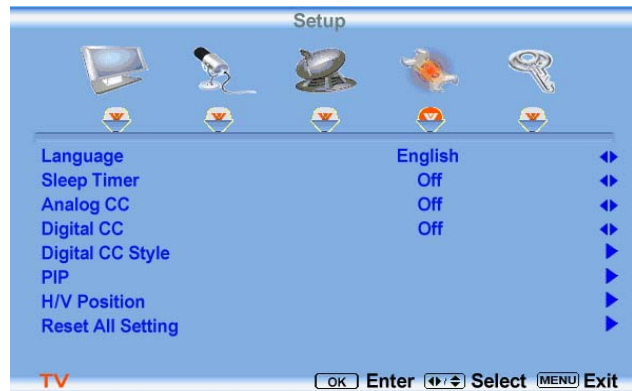 Setup
Language English
Sleep Timer Off
Analog CC Off
Digital CC Off
Digital CC Style
PIP
H/V Position
Reset All Setting
TV OK Enter Select MENU Exit